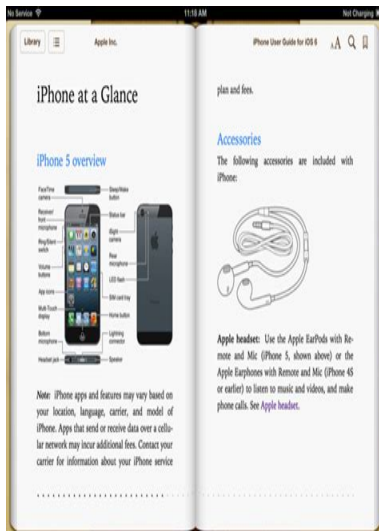 No Service
11:18 AM
Not Charging
Library
Apple Inc.
iPhone User Guide for iOS 6
AA
iPhone at a Glance
iPhone 5 overview
FaceTime
camera
Receiver/
front
microphone
Ring/Silent
switch
Volume
buttons
App icons
Multi-Touch
display
Bottom
microphone
Headset jack
Sleep/Wake
button
Status bar
iSight
camera
Rear
microphone
LED flash
SIM card tray
Home button
Lightning
connector
Speaker
Note: iPhone apps and features may vary based on
your location, language, carrier, and model of
iPhone. Apps that send or receive data over a cellu-
lar network may incur additional fees. Contact your
carrier for information about your iPhone service
plan and fees.
Accessories
The following accessories are included with
iPhone:
Apple headset: Use the Apple EarPods with Re-
mote and Mic (iPhone 5, shown above) or the
Apple Earphones with Remote and Mic (iPhone 4S
or earlier) to listen to music and videos, and make
phone calls. See Apple headset.